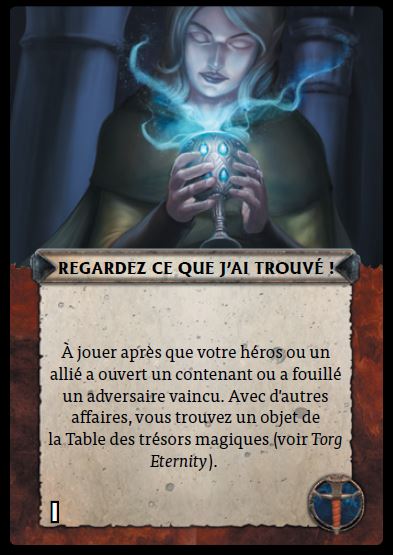 REGARDEZ CE QUE J'AI TROUVÉ !
À jouer après que votre héros ou un
allié a ouvert un contenant ou a fouillé
un adversaire vaincu. Avec d'autres
affaires, vous trouvez un objet de
la Table des trésors magiques (voir Torg
Eternity).